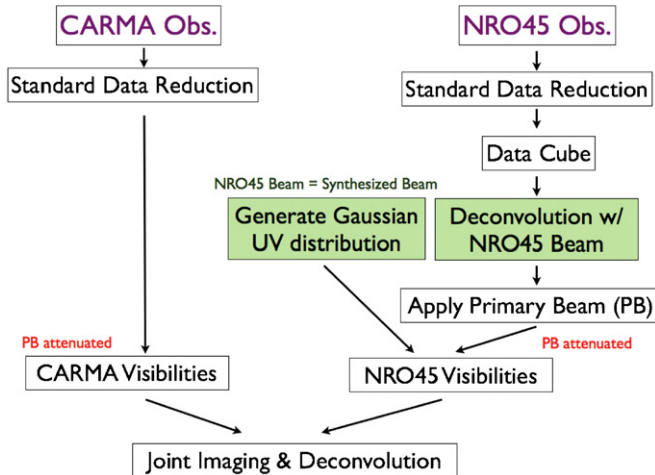 CARMA Obs.
NRO45 Obs.
Standard Data Reduction
Standard Data Reduction
Data Cube
NRO45 Beam = Synthesized Beam
Generate Gaussian
UV distribution
Deconvolution w/
NRO45 Beam
Apply Primary Beam (PB)
PB attenuated
PB attenuated
CARMA Visibilities
NRO45 Visibilities
Joint Imaging & Deconvolution